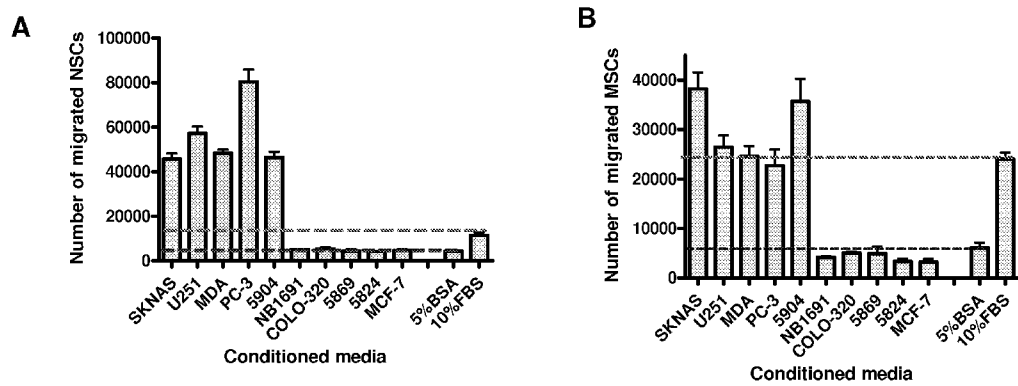 A
Number of migrated NSCs
100000
80000
60000
40000
20000
0
SKNAS
U251
MDA
PC-3
5904
NB1691
COLO-320
5869
5824
MCF-7
5%BSA
10%FBS
Conditioned media
B
Number of migrated MSCs
40000
30000
20000
10000
0
SKNAS
U251
MDA
PC-3
5904
NB1691
COLO-320
5869
5824
MCF-7
5%BSA
10%FBS
Conditioned media